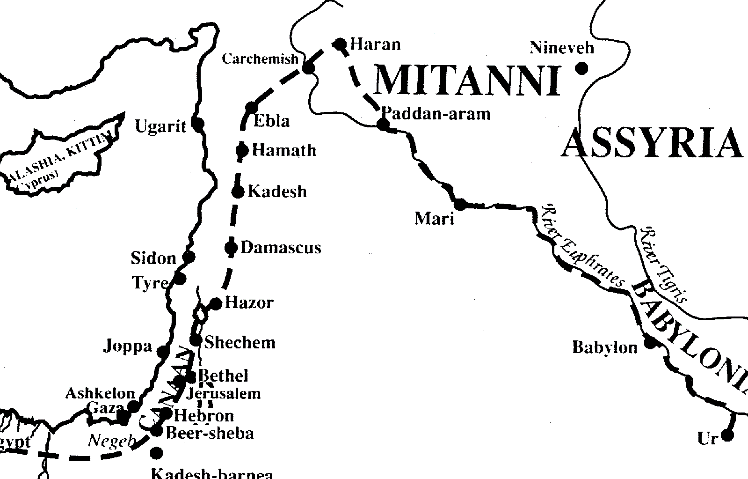 Haran
Nineveh
Carchemish
MITANNI
Paddan-aram
Ebla
Ugarit
ASSYRIA
Hamath
ALASHIA, KITTIM
Cyprus)
Kadesh
Mari
River Euphrates
River Tigris
Damascus
Sidon
Tyre
Hazor
BABYLONIA
Shechem
Joppa
Babylon
CANAAN
Bethel
Jerusalem
Ashkelon
Gaza
Hebron
Beer-sheba
Negeb
gypt
Ur
Kadesh-barnea